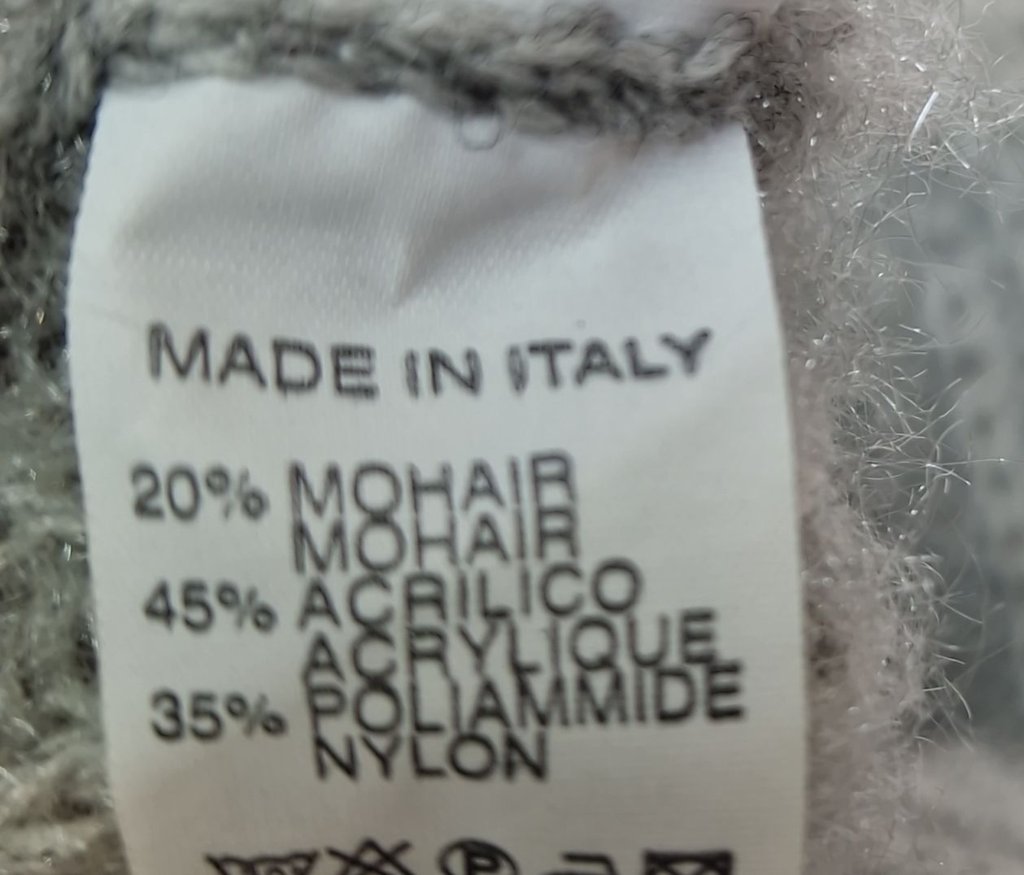 MADE IN ITALY
20% MOHAIR
MOHAIR
45% ACRILICO
ACRYLIQUE
35% POLIAMMIDE
NYLON